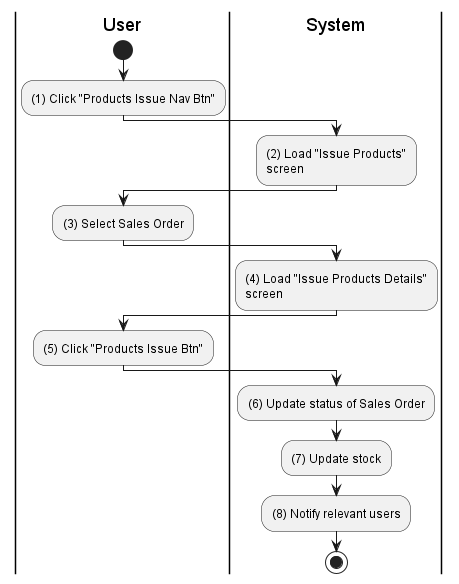 User
System
(1) Click "Products Issue Nav Btn"
(2) Load "Issue Products"
screen
(3) Select Sales Order
(4) Load "Issue Products Details"
screen
(5) Click "Products Issue Btn"
(6) Update status of Sales Order
(7) Update stock
(8) Notify relevant users